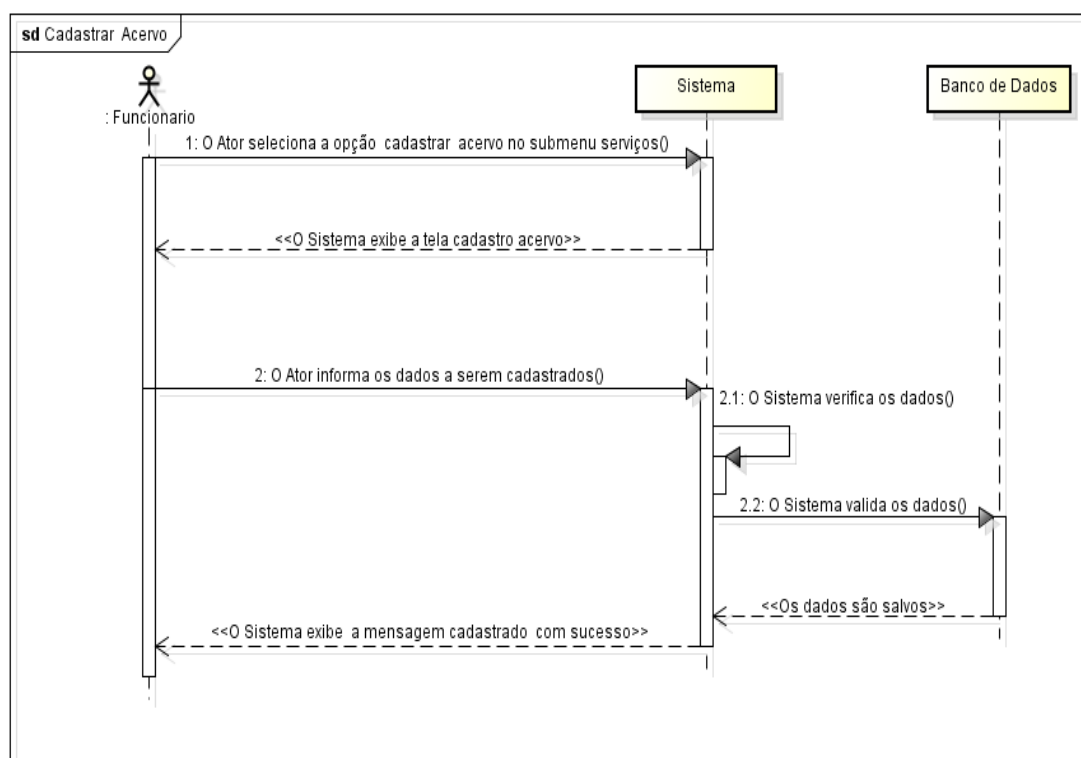 sd Cadastrar Acervo
: Funcionario
Sistema
Banco de Dados
1: O Ator seleciona a opção cadastrar acervo no submenu serviços()
<<O Sistema exibe a tela cadastro acervo>>
2: O Ator informa os dados a serem cadastrados()
2.1: O Sistema verifica os dados()
2.2: O Sistema valida os dados()
<<Os dados são salvos>>
<<O Sistema exibe a mensagem cadastrado com sucesso>>